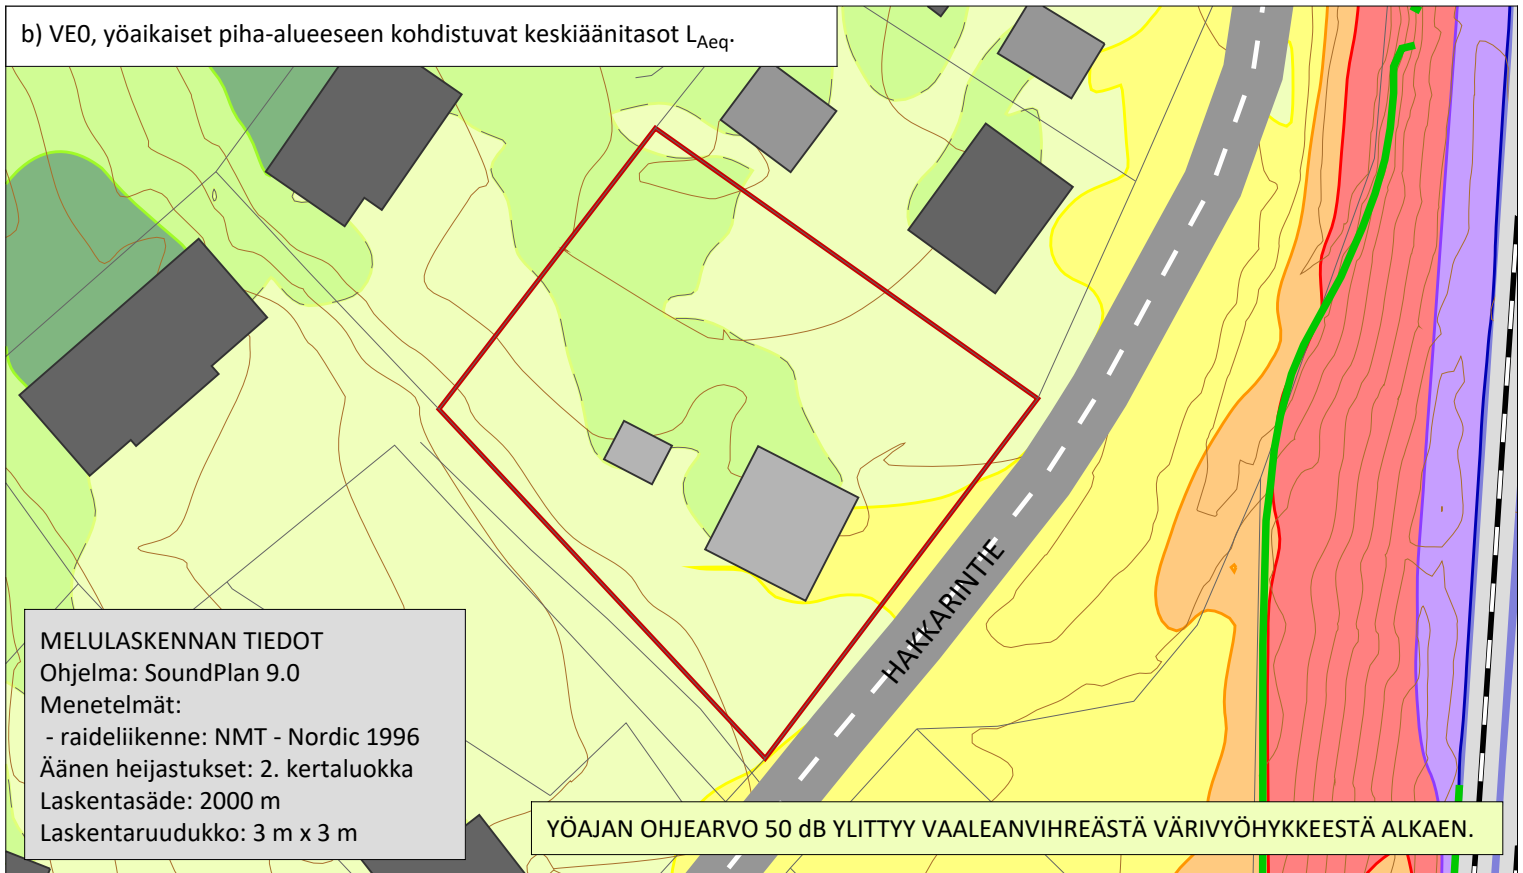 b) VE0, yöaikaiset piha-alueeseen kohdistuvat keskiäänitasot LAeq.
HAKKARINTIE
MELULASKENNAN TIEDOT
Ohjelma: SoundPlan 9.0
Menetelmät:
- raideliikenne: NMT - Nordic 1996
Äänen heijastukset: 2. kertaluokka
Laskentasäde: 2000 m
Laskentaruudukko: 3 m x 3 m
YÖAJAN OHJEARVO 50 dB YLITTYY VAALEANVIHREÄSTÄ VÄRIVYÖHYKKEESTÄ ALKAEN.